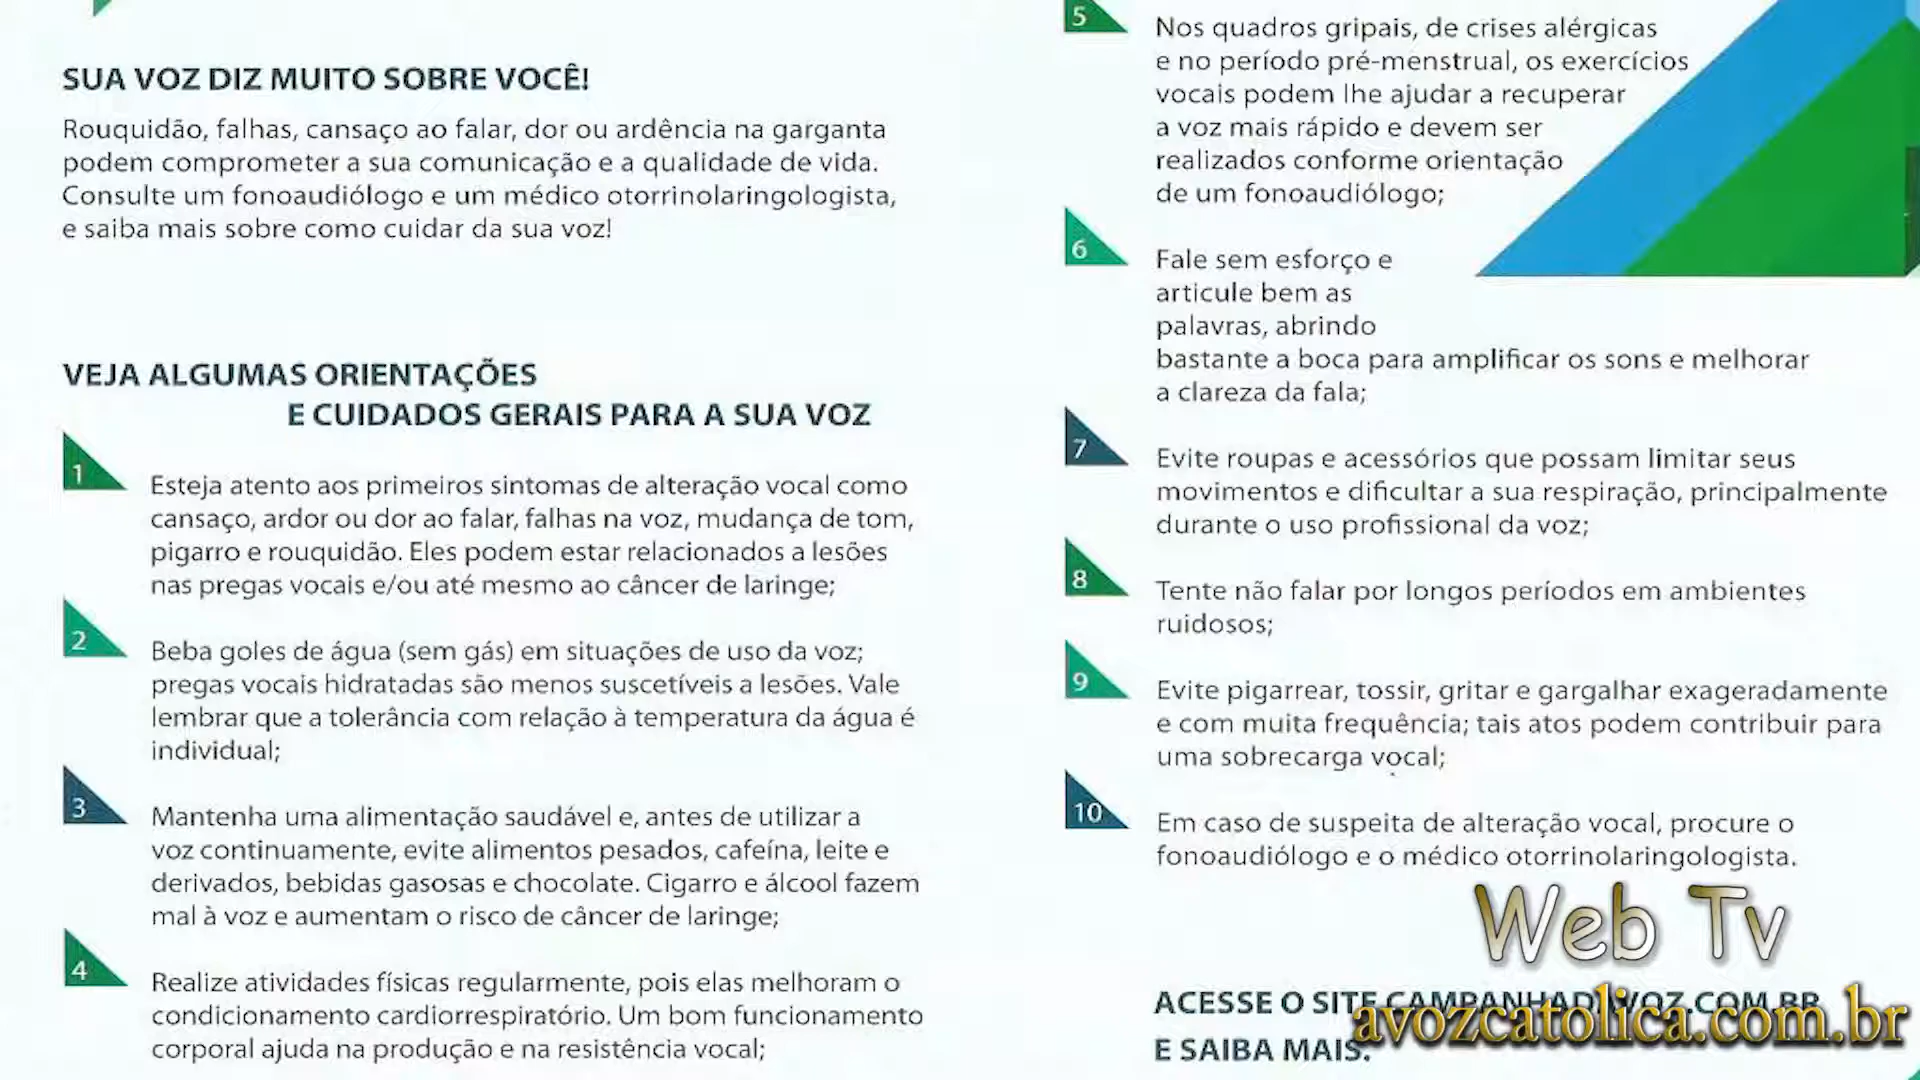 SUA VOZ DIZ MUITO SOBRE VOCÊ!
Rouquidão, falhas, cansaço ao falar, dor ou ardência na garganta
podem comprometer a sua comunicação e a qualidade de vida.
Consulte um fonoaudiólogo e um médico otorrinolaringologista,
e saiba mais sobre como cuidar da sua voz!
VEJA ALGUMAS ORIENTAÇÕES
E CUIDADOS GERAIS PARA A SUA VOZ
1
Esteja atento aos primeiros sintomas de alteração vocal como
cansaço, ardor ou dor ao falar, falhas na voz, mudança de tom,
pigarro e rouquidão. Eles podem estar relacionados a lesões
nas pregas vocais e/ou até mesmo ao câncer de laringe;
2
Beba goles de água (sem gás) em situações de uso da voz;
pregas vocais hidratadas são menos suscetíveis a lesões. Vale
lembrar que a tolerância com relação à temperatura da água é
individual;
3
Mantenha uma alimentação saudável e, antes de utilizar a
voz continuamente, evite alimentos pesados, cafeína, leite e
derivados, bebidas gasosas e chocolate. Cigarro e álcool fazem
mal à voz e aumentam o risco de câncer de laringe;
4
Realize atividades físicas regularmente, pois elas melhoram o
condicionamento cardiorrespiratório. Um bom funcionamento
corporal ajuda na produção e na resistência vocal;
5
Nos quadros gripais, de crises alérgicas
e no período pré-menstrual, os exercícios
vocais podem lhe ajudar a recuperar
a voz mais rápido e devem ser
realizados conforme orientação
de um fonoaudiólogo;
6
Fale sem esforço e
articule bem as
palavras, abrindo
bastante a boca para amplificar os sons e melhorar
a clareza da fala;
7
Evite roupas e acessórios que possam limitar seus
movimentos e dificultar a sua respiração, principalmente
durante o uso profissional da voz;
8
Tente não falar por longos períodos em ambientes
ruidosos;
9
Evite pigarrear, tossir, gritar e gargalhar exageradamente
e com muita frequência; tais atos podem contribuir para
uma sobrecarga vocal;
10
Em caso de suspeita de alteração vocal, procure o
fonoaudiólogo e o médico otorrinolaringologista.
Web Tv
ACESSE O SITE CAMPANHADAVOZ.COM.BR
avozcatolica.com.br
E SAIBA MAIS.